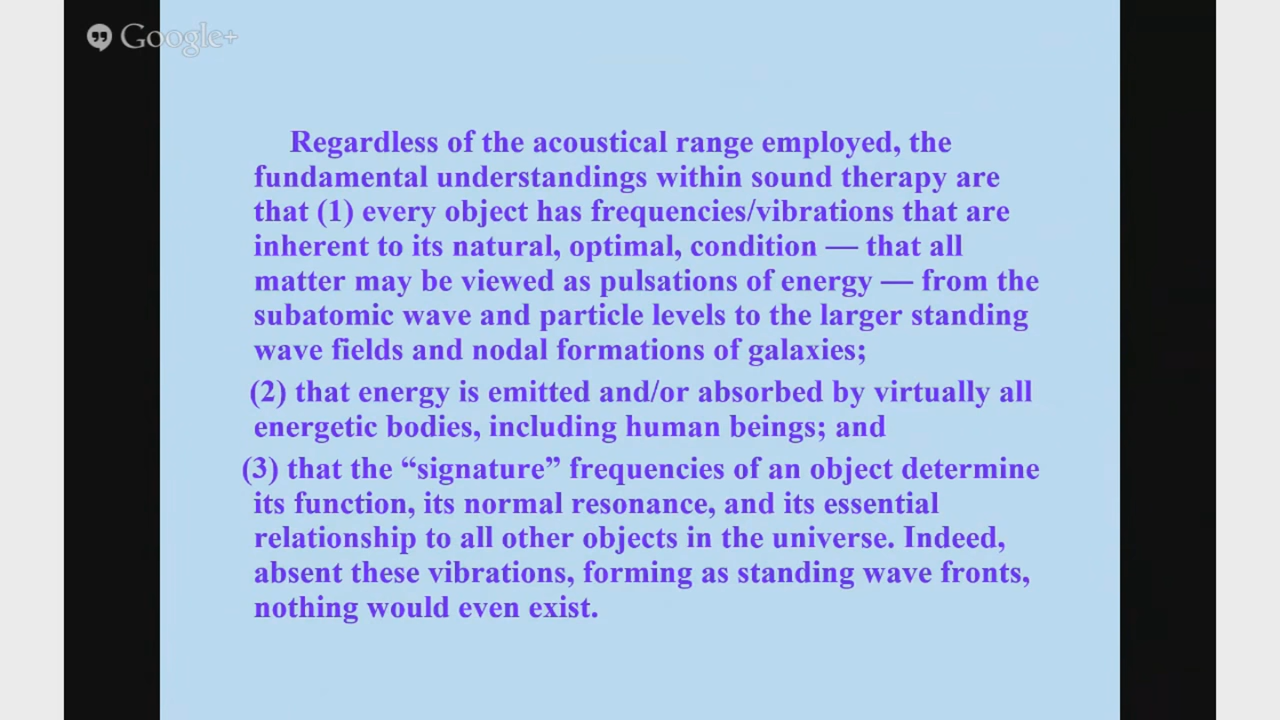 Google+
Regardless of the acoustical range employed, the
fundamental understandings within sound therapy are
that (1) every object has frequencies/vibrations that are
inherent to its natural, optimal, condition — that all
matter may be viewed as pulsations of energy — from the
subatomic wave and particle levels to the larger standing
wave fields and nodal formations of galaxies;
(2) that energy is emitted and/or absorbed by virtually all
energetic bodies, including human beings; and
(3) that the “signature” frequencies of an object determine
its function, its normal resonance, and its essential
relationship to all other objects in the universe. Indeed,
absent these vibrations, forming as standing wave fronts,
nothing would even exist.